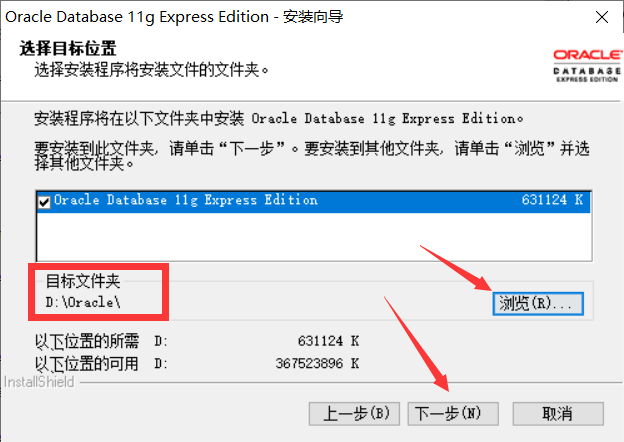 Oracle Database 11g Express Edition - 安装向导
选择目标位置
选择安装程序将安装文件的文件夹。
ORACLE
DATABASE
EXPRESS EDITION
安装程序将在以下文件夹中安装 Oracle Database 11g Express Edition。
要安装到此文件夹，请单击“下一步”。要安装到其他文件夹，请单击“浏览”并选
择其他文件夹。
Oracle Database 11g Express Edition 631124 K
目标文件夹
D:\Oracle\
浏览(R)...
以下位置的所需 D: 631124 K
以下位置的可用 D: 367523896 K
InstallShield
上一步(B) 下一步(N) 取消